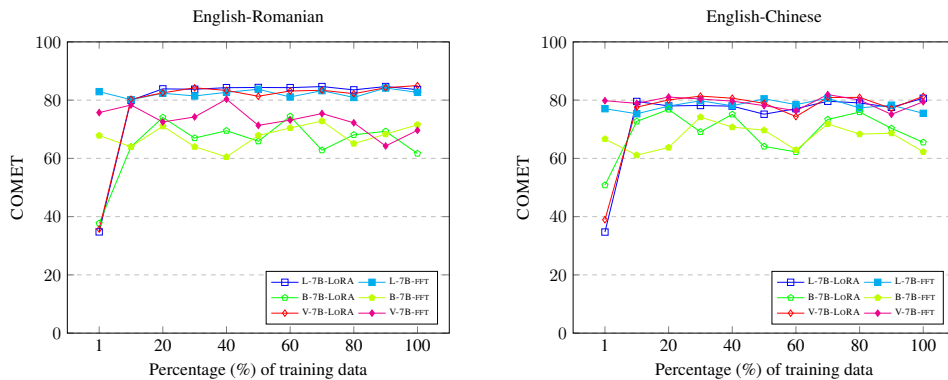 English-Romanian
100
80
60
40
20
0
COMET
1
20
40
60
80
100
Percentage (%) of training data
L-7B-LORA
L-7B-FFT
B-7B-LORA
B-7B-FFT
V-7B-LORA
V-7B-FFT
English-Chinese
100
80
60
40
20
0
COMET
1
20
40
60
80
100
Percentage (%) of training data
L-7B-LORA
L-7B-FFT
B-7B-LORA
B-7B-FFT
V-7B-LORA
V-7B-FFT